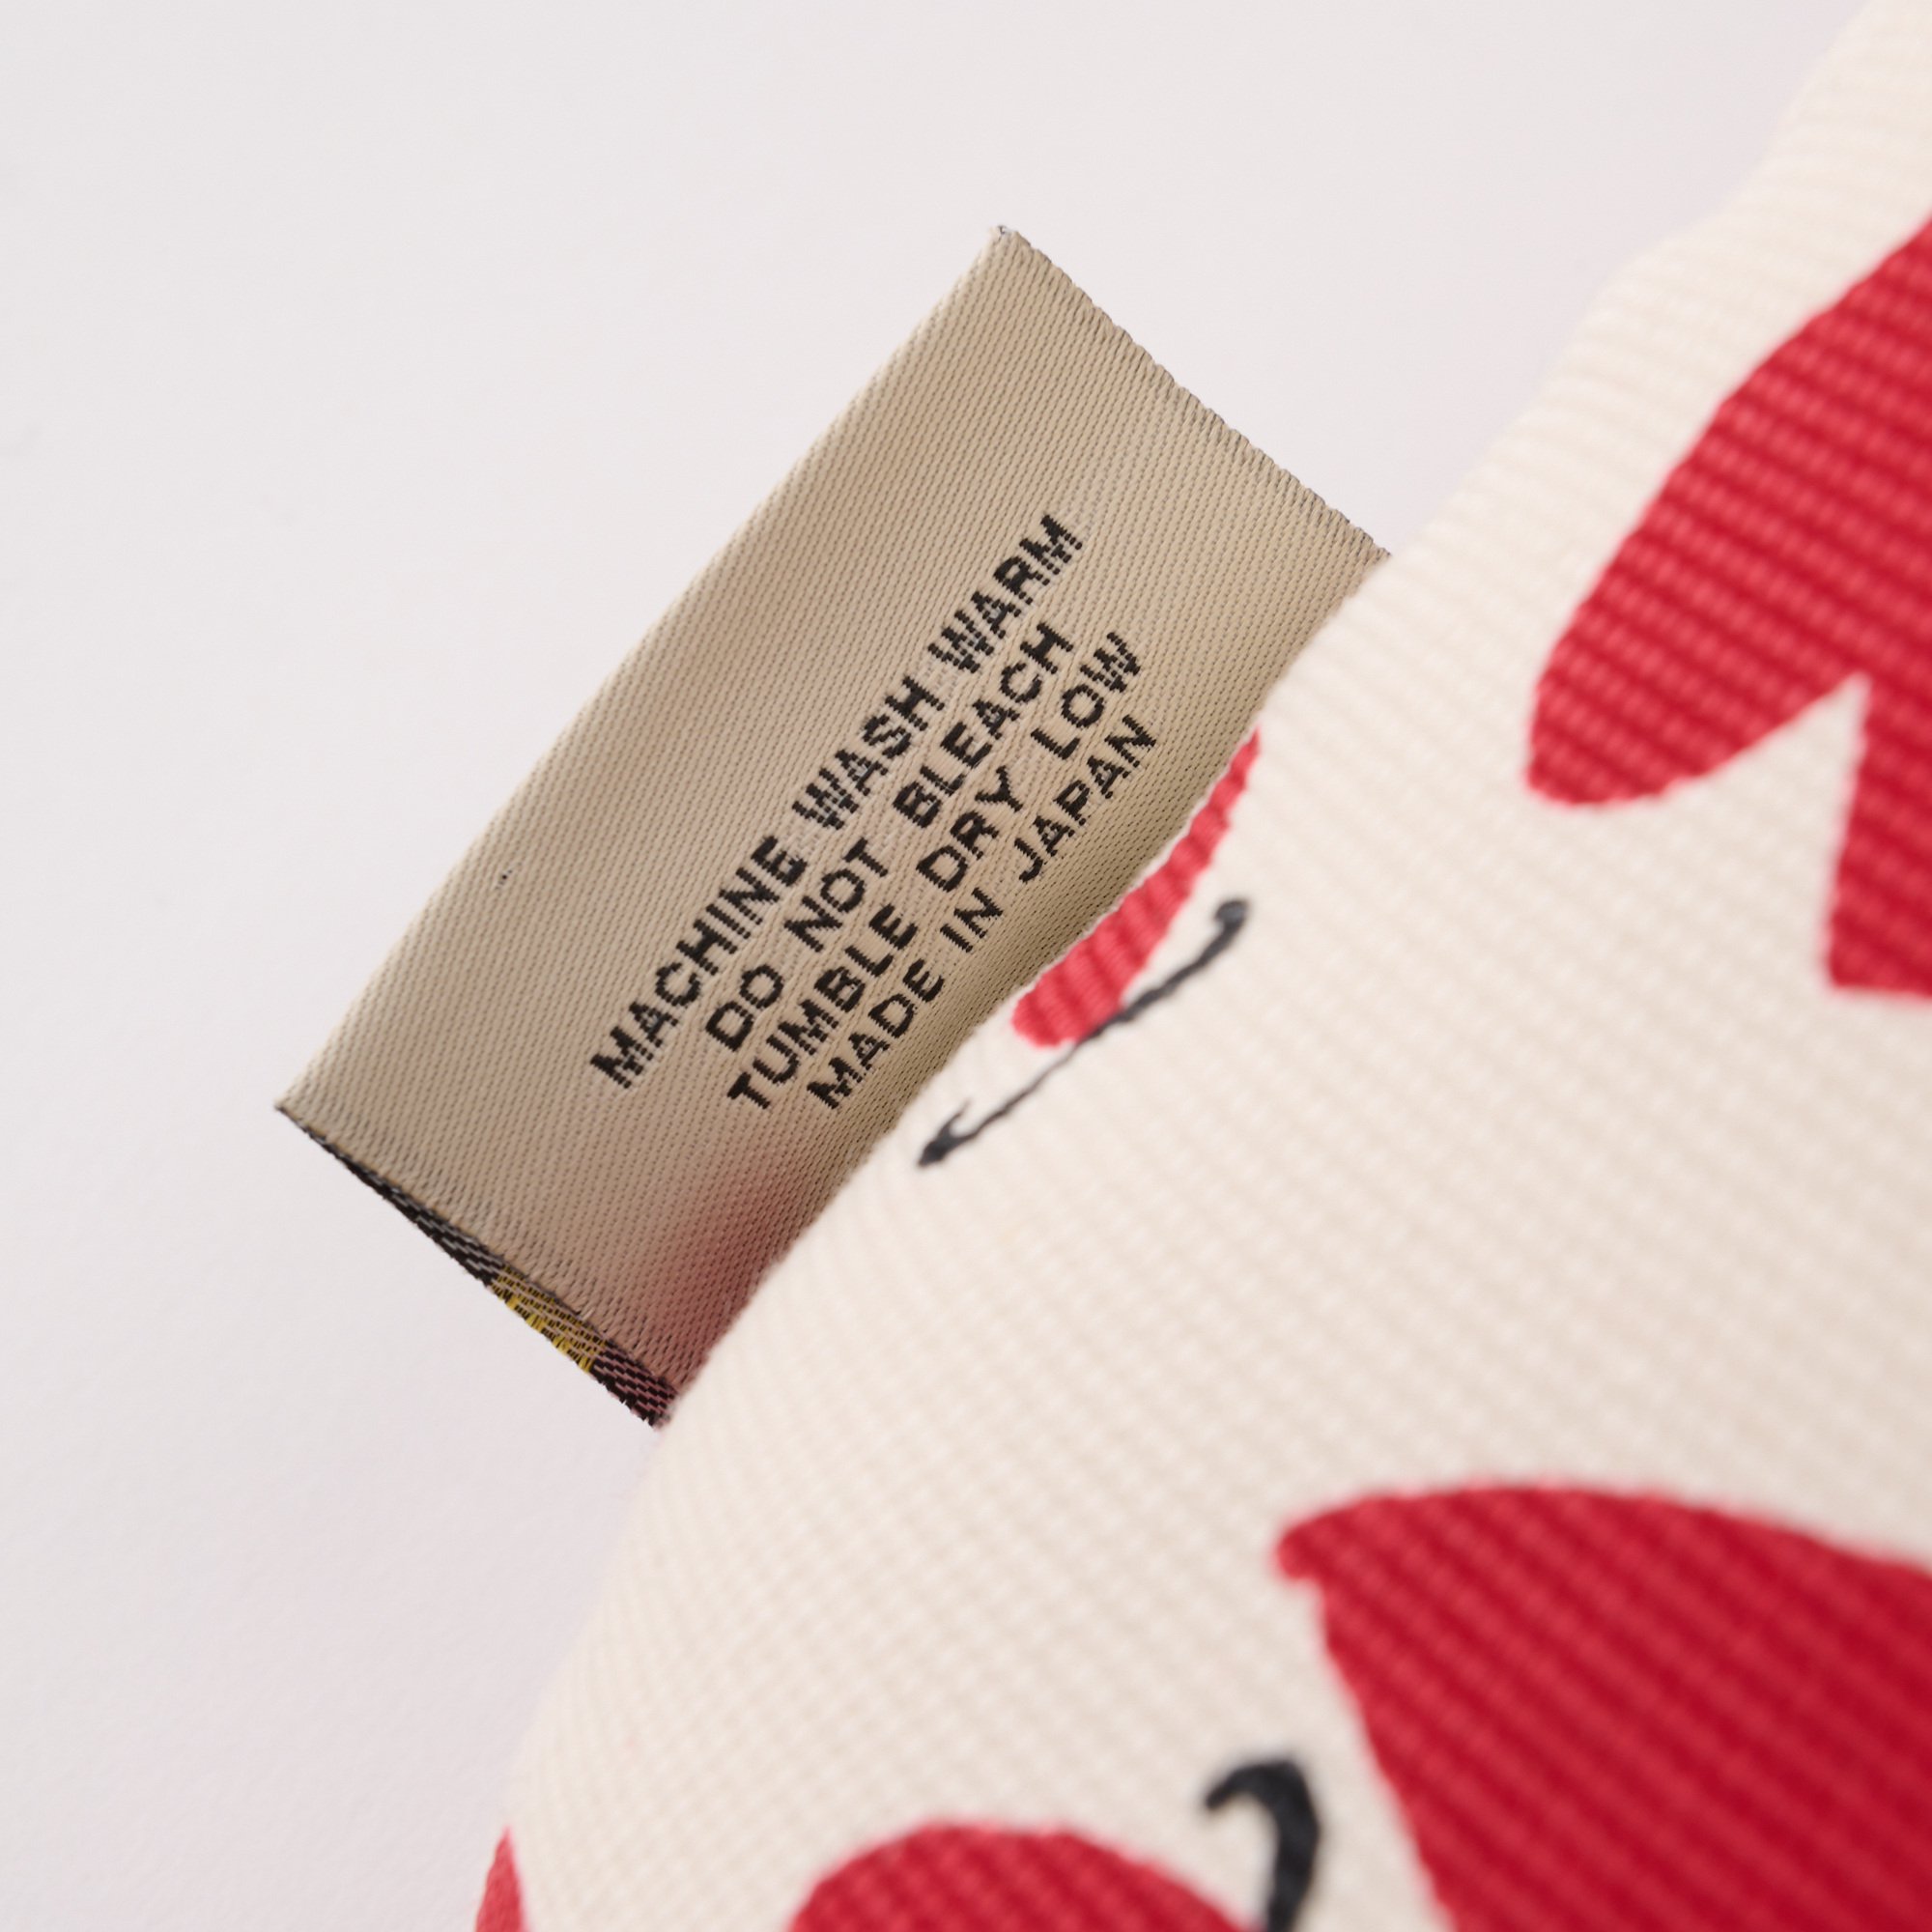 MACHINE WASH WARM
DO NOT BLEACH
TUMBLE DRY LOW
MADE IN JAPAN